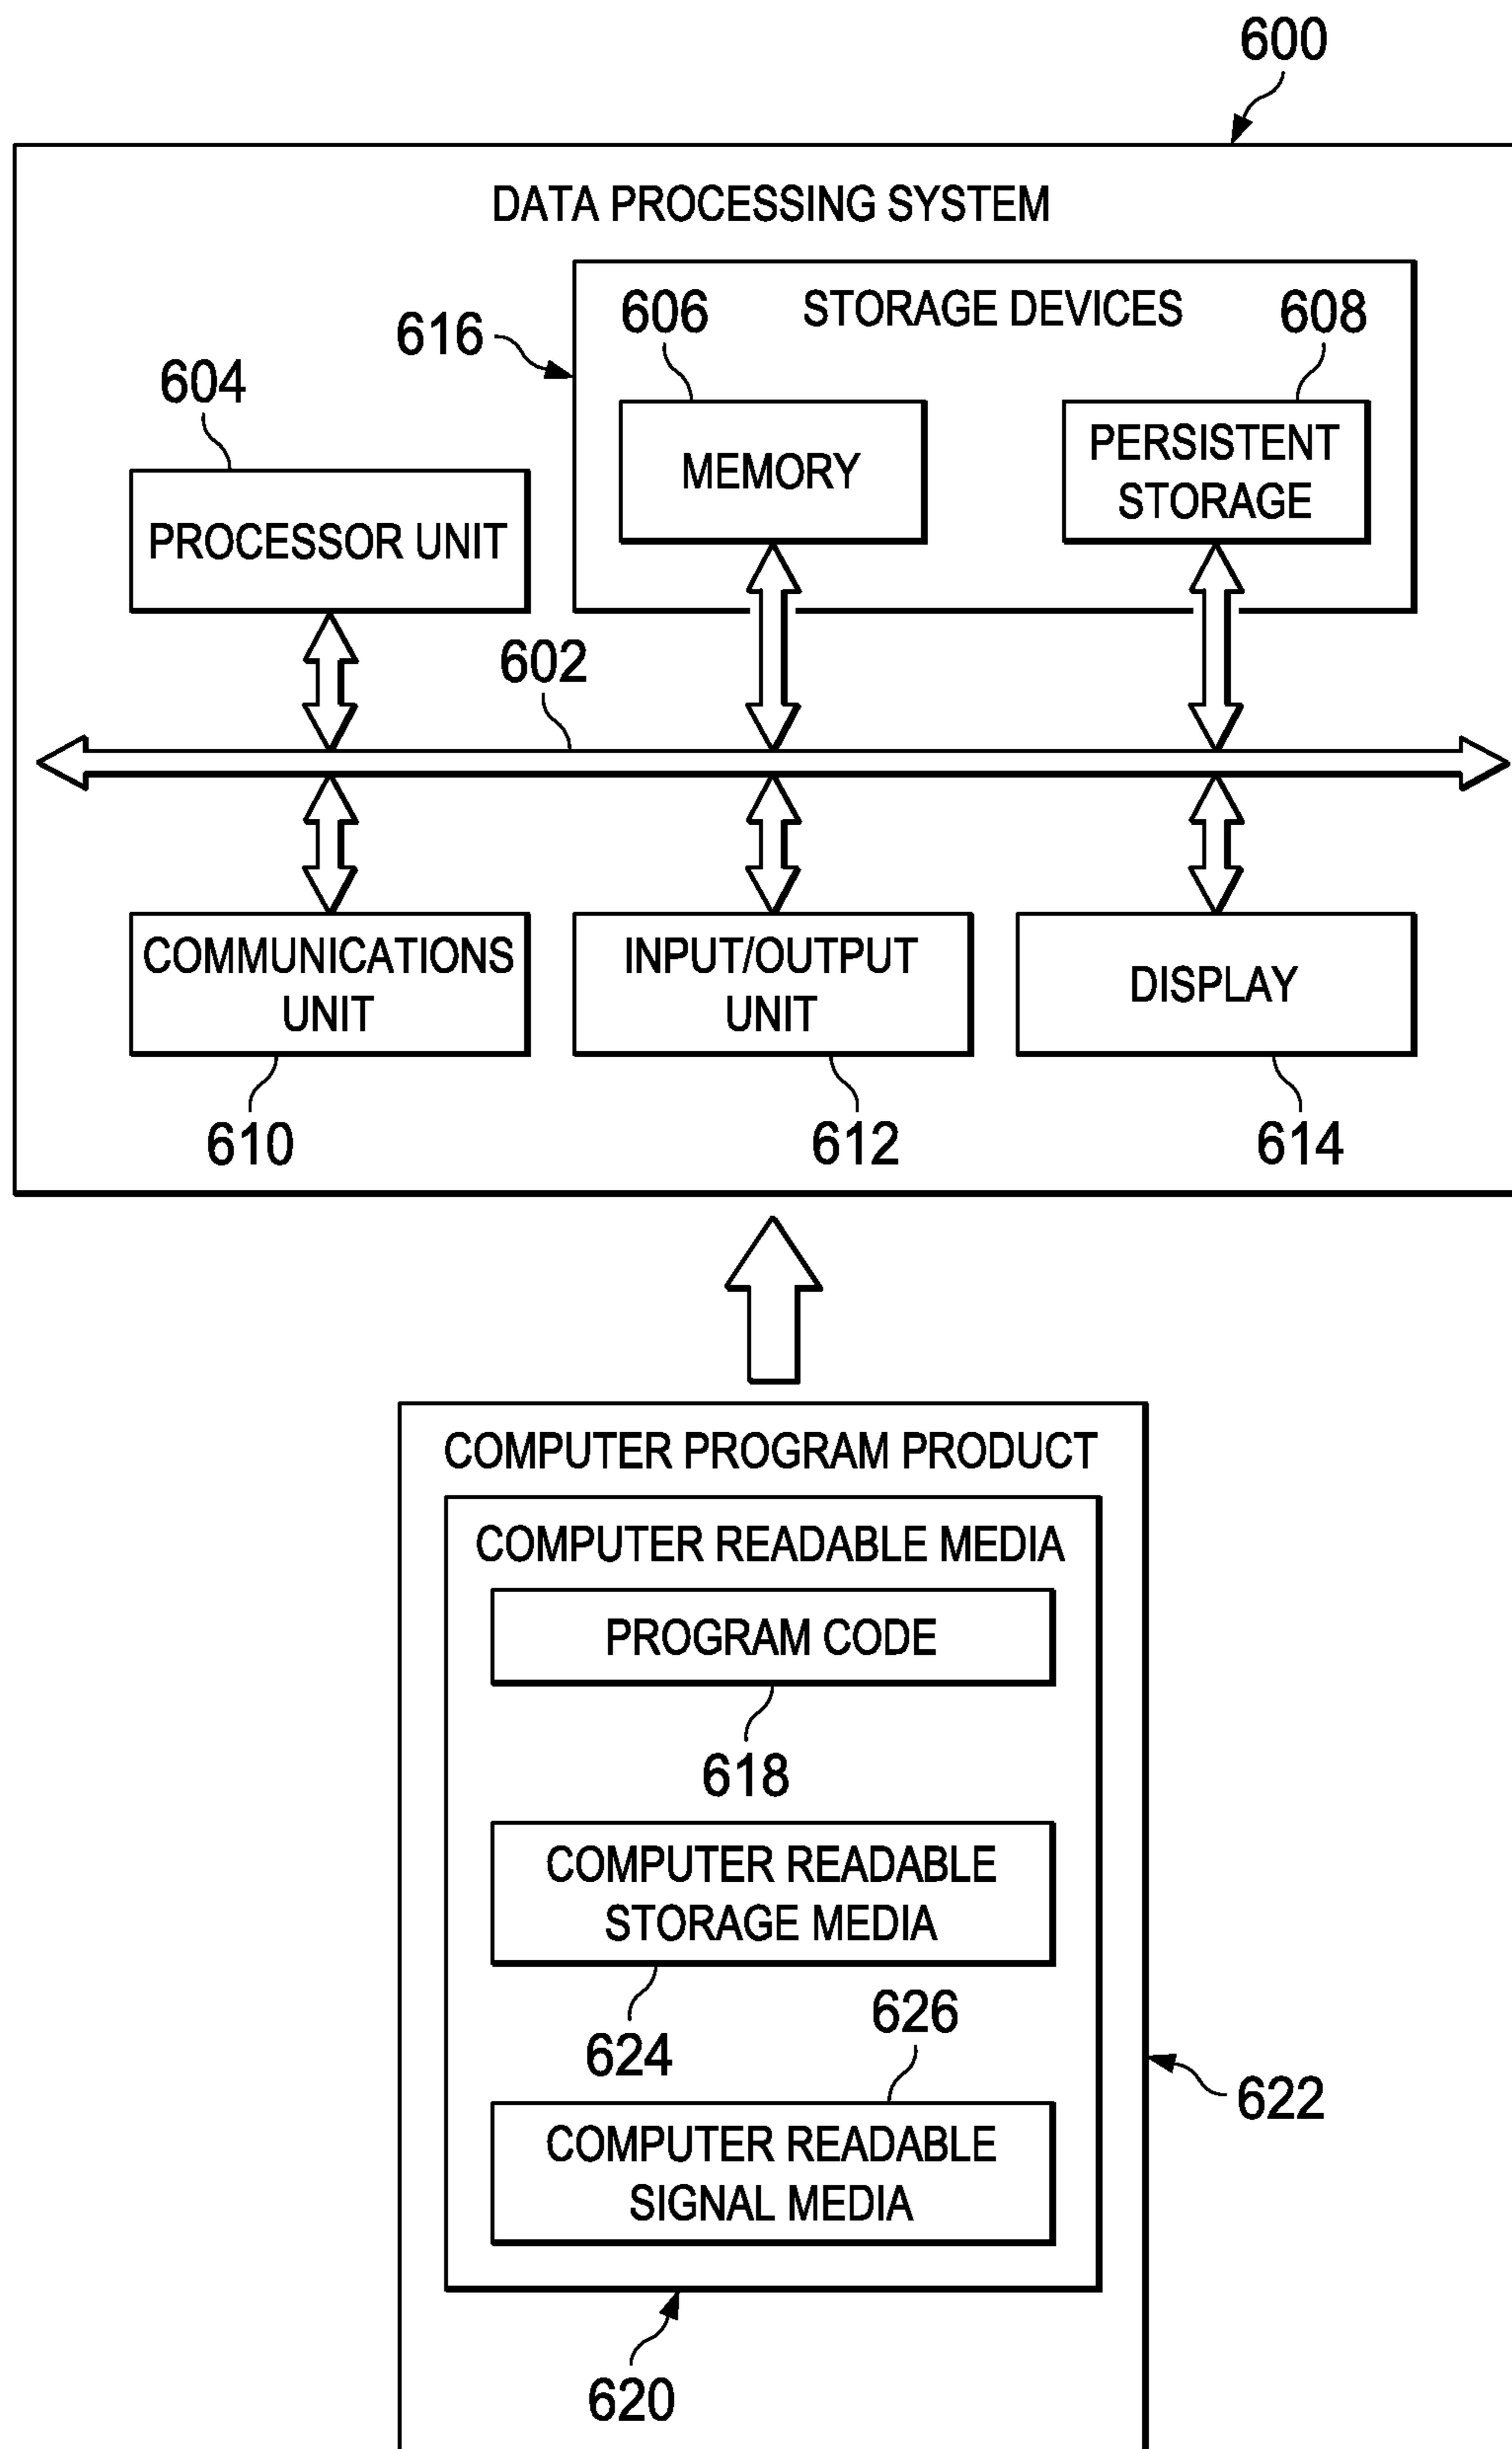 600
DATA PROCESSING SYSTEM
616
606
STORAGE DEVICES
608
604
MEMORY
PERSISTENT
STORAGE
PROCESSOR UNIT
602
COMMUNICATIONS
UNIT
INPUT/OUTPUT
UNIT
DISPLAY
610
612
614
COMPUTER PROGRAM PRODUCT
COMPUTER READABLE MEDIA
PROGRAM CODE
618
COMPUTER READABLE
STORAGE MEDIA
624
626
COMPUTER READABLE
SIGNAL MEDIA
622
620